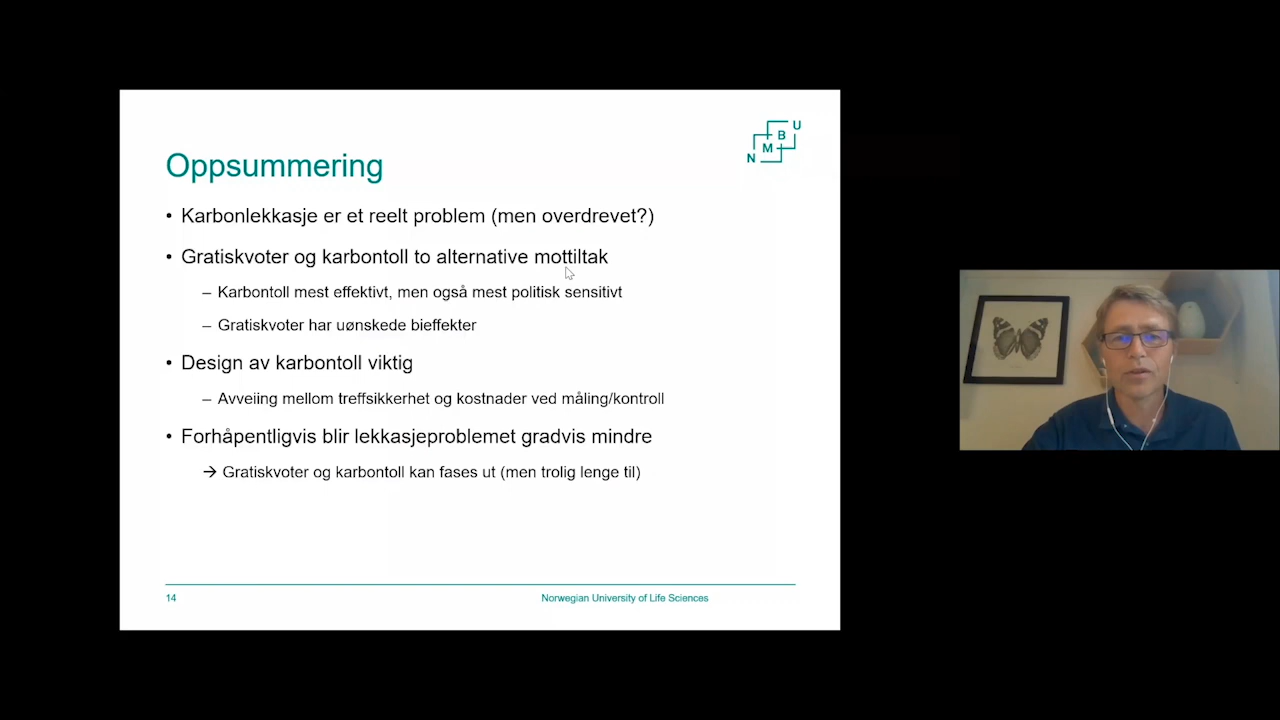 N M B U
Oppsummering
• Karbonlekkasje er et reelt problem (men overdrevet?)
• Gratiskvoter og karbontoll to alternative mottiltak
– Karbontoll mest effektivt, men også mest politisk sensitivt
– Gratiskvoter har uønskede bieffekter
• Design av karbontoll viktig
– Avveiing mellom treffsikkerhet og kostnader ved måling/kontroll
• Forhåpentligvis blir lekkasjeproblemet gradvis mindre
→ Gratiskvoter og karbontoll kan fases ut (men trolig lenge til)
14 Norwegian University of Life Sciences